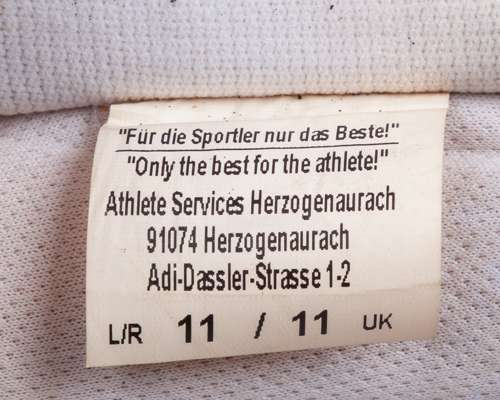 "Für die Sportler nur das Beste!"
"Only the best for the athlete!"
Athlete Services Herzogenaurach
91074 Herzogenaurach
Adi-Dassler-Strasse 1-2
L/R 11 / 11 UK